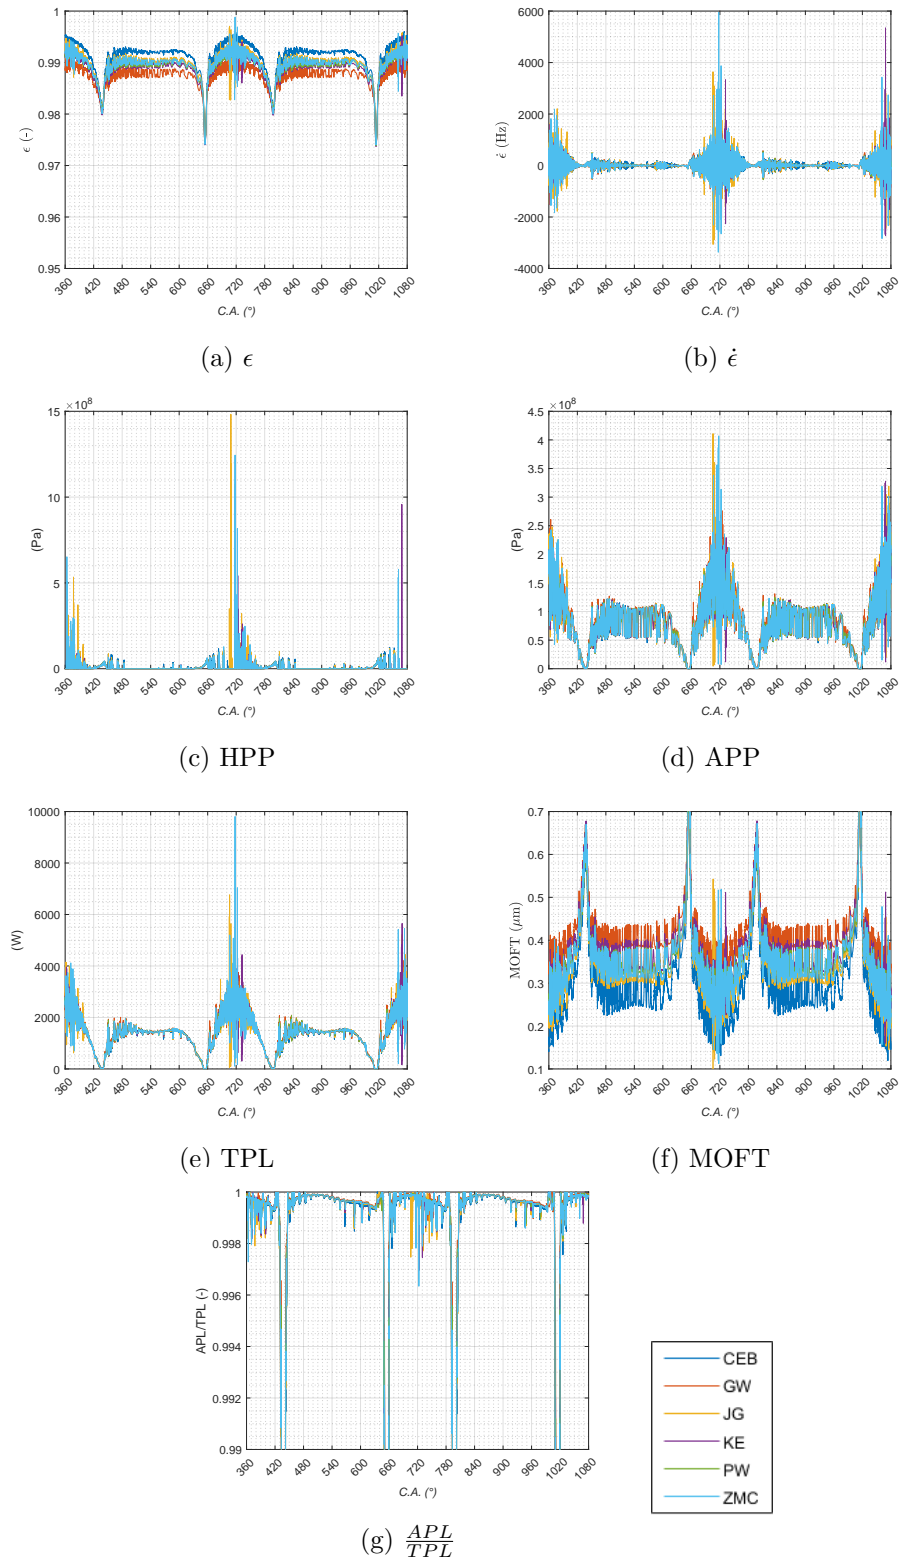 1
0.99
0.98
0.97
0.96
0.95
ϵ (-)
360 420 480 540 600 660 720 780 840 900 960 1020 1080
C.A. (°)
(a) ϵ
6000
4000
2000
0
-2000
-4000
ϵ̇ (Hz)
360 420 480 540 600 660 720 780 840 900 960 1020 1080
C.A. (°)
(b) ϵ̇
×10⁸
15
10
5
0
(Pa)
360 420 480 540 600 660 720 780 840 900 960 1020 1080
C.A. (°)
(c) HPP
×10⁸
4.5
4
3.5
3
2.5
2
1.5
1
0.5
0
(Pa)
360 420 480 540 600 660 720 780 840 900 960 1020 1080
C.A. (°)
(d) APP
10000
8000
6000
4000
2000
0
(W)
360 420 480 540 600 660 720 780 840 900 960 1020 1080
C.A. (°)
(e) TPL
0.7
0.6
0.5
0.4
0.3
0.2
0.1
MOFT (μm)
360 420 480 540 600 660 720 780 840 900 960 1020 1080
C.A. (°)
(f) MOFT
1
0.998
0.996
0.994
0.992
0.99
APL/TPL (-)
360 420 480 540 600 660 720 780 840 900 960 1020 1080
C.A. (°)
(g) APL/TPL
CEB
GW
JG
KE
PW
ZMC